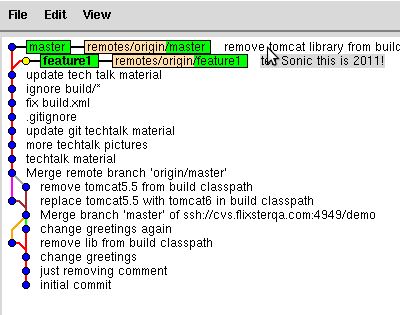 File Edit View
master remotes/origin/master remove tomcat library from build
feature1 remotes/origin/feature1 Sonic this is 2011!
update tech talk material
ignore build/*
fix build.xml
.gitignore
update git techtalk material
more techtalk pictures
techtalk material
Merge remote branch 'origin/master'
remove tomcat5.5 from build classpath
replace tomcat5.5 with tomcat6 in build classpath
Merge branch 'master' of ssh://cvs.flixsterqa.com:4949/demo
change greetings again
remove lib from build classpath
change greetings
just removing comment
initial commit